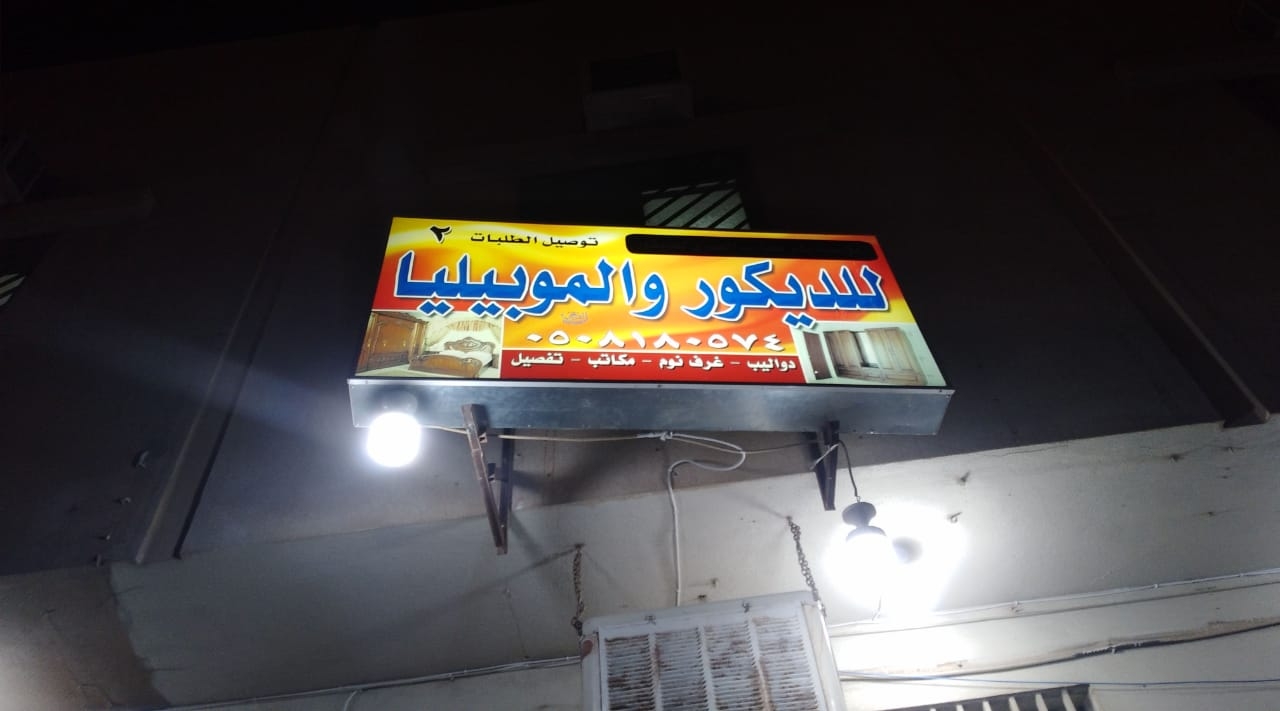 توصيل الطلبات ٢
للديكور والموبيليا
٠٥٠٨١٨٠٥٧٤
دواليب - غرف نوم - مكاتب - تفصيل